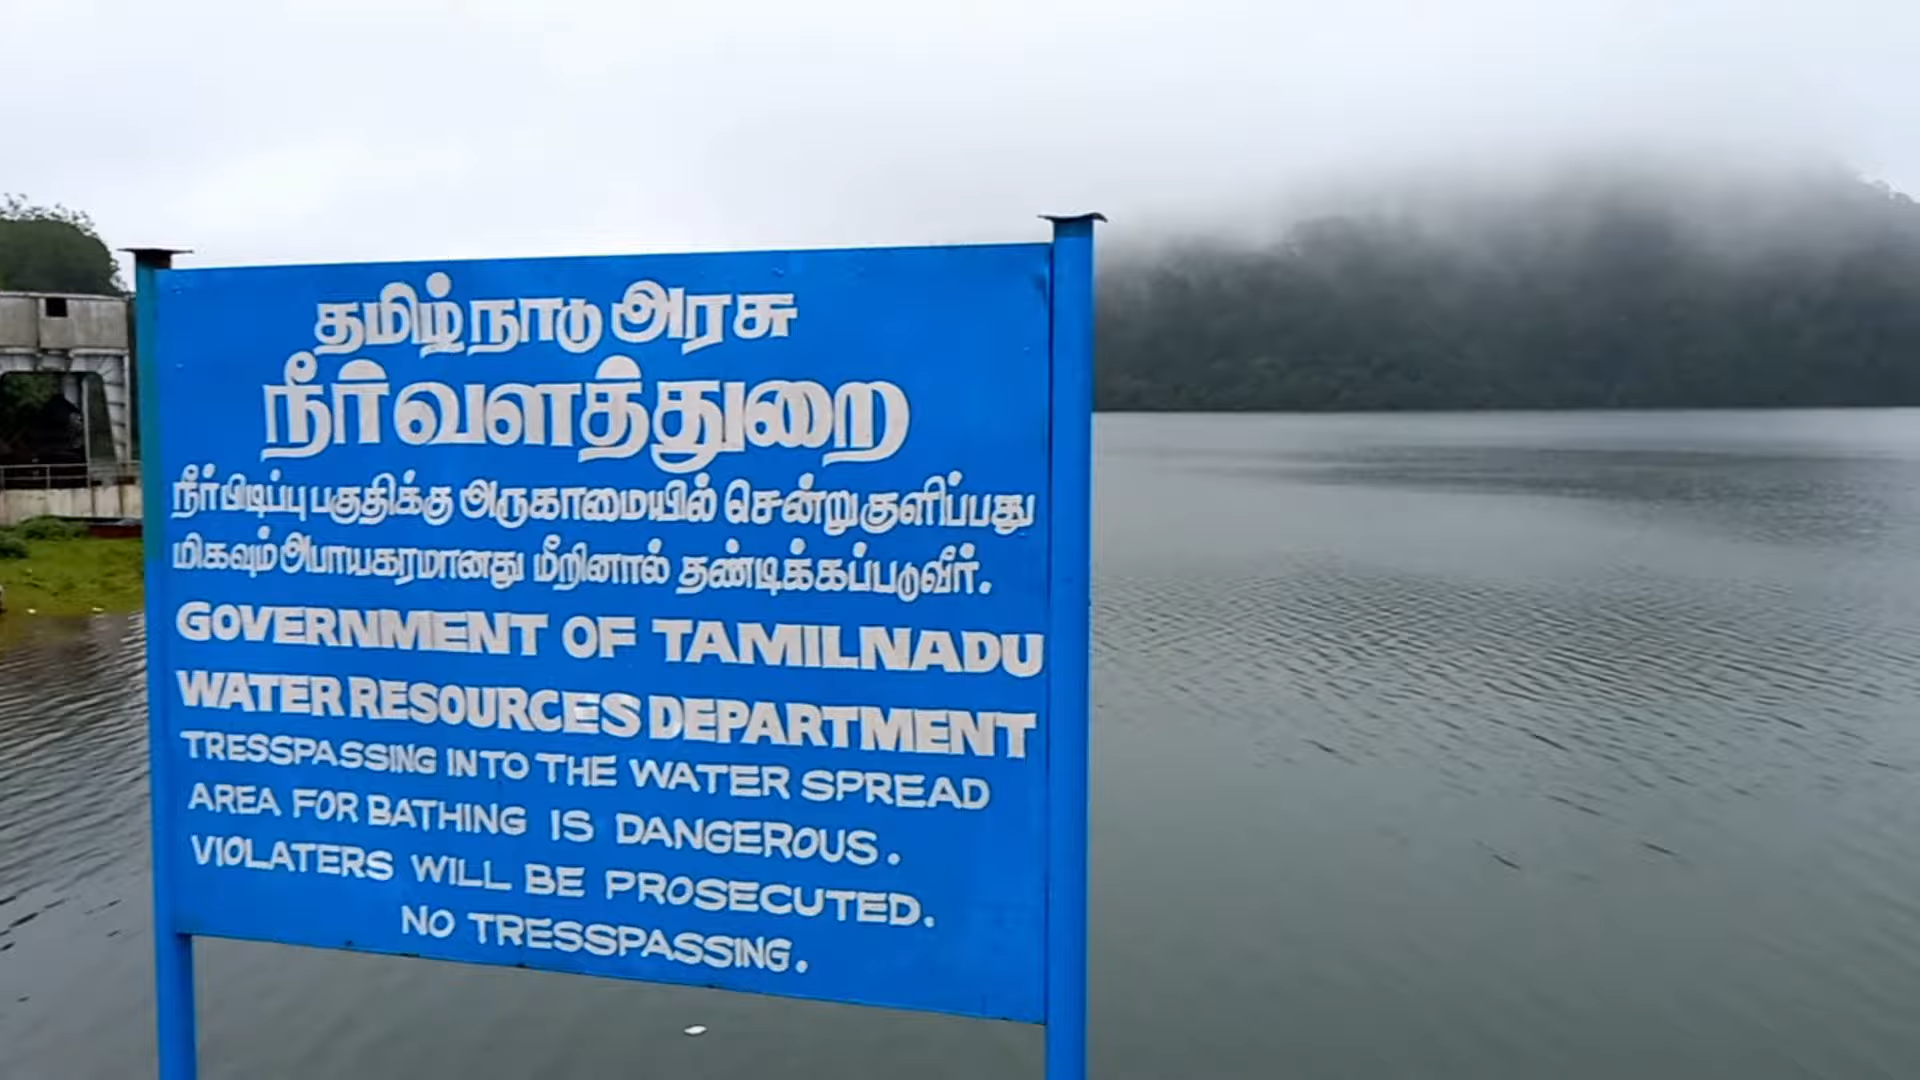 தமிழ்நாடு அரசு
நீர்வளத்துறை
நீர்பிடிப்பு பகுதிக்கு அருகாமையில் சென்று குளிப்பது
மிகவும் அபாயகரமானது மீறினால் தண்டிக்கப்படுவீர்.
GOVERNMENT OF TAMILNADU
WATER RESOURCES DEPARTMENT
TRESSPASSING INTO THE WATER SPREAD
AREA FOR BATHING IS DANGEROUS.
VIOLATERS WILL BE PROSECUTED.
NO TRESSPASSING.